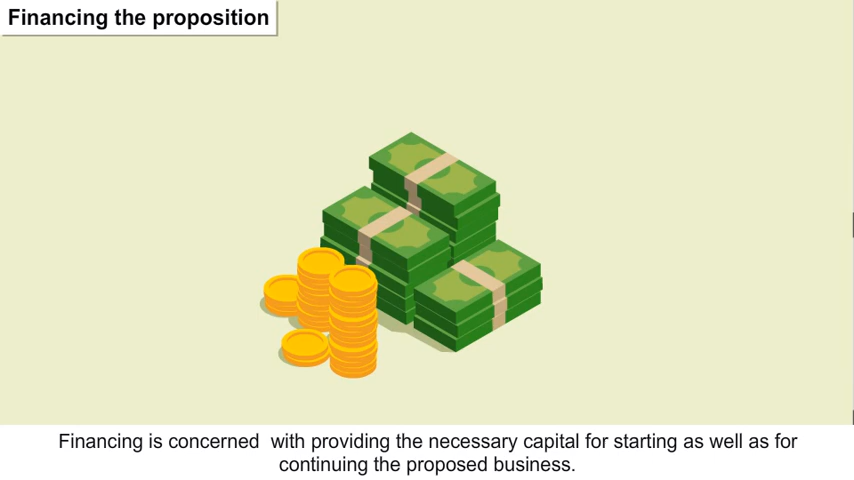 Financing the proposition
Financing is concerned  with providing the necessary capital for starting as well as for
continuing the proposed business.